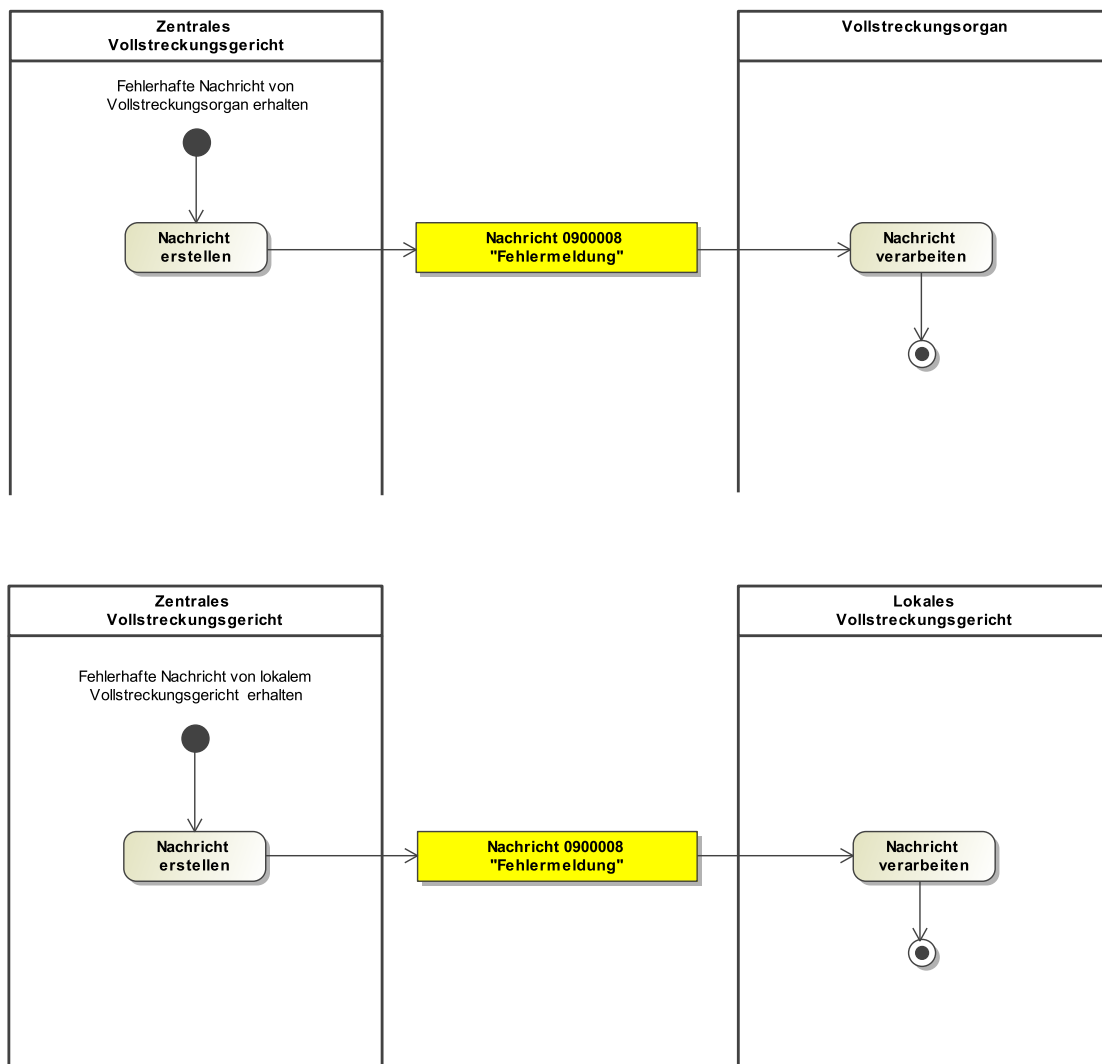 Zentrales
Vollstreckungsgericht
Vollstreckungsorgan
Fehlerhafte Nachricht von
Vollstreckungsorgan erhalten
Nachricht
erstellen
Nachricht 0900008
"Fehlermeldung"
Nachricht
verarbeiten
Zentrales
Vollstreckungsgericht
Lokales
Vollstreckungsgericht
Fehlerhafte Nachricht von lokalem
Vollstreckungsgericht erhalten
Nachricht
erstellen
Nachricht 0900008
"Fehlermeldung"
Nachricht
verarbeiten